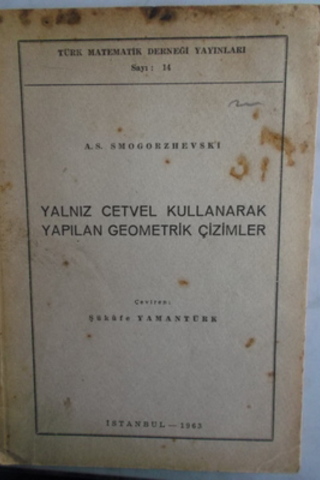 TÜRK MATEMATİK DERNEĞİ YAYINLARI
Sayı: 14
A. S. SMOGORZHEVSKİ
YALNIZ CETVEL KULLANARAK
YAPILAN GEOMETRİK ÇİZİMLER
Çeviren:
Şükûfe YAMANTÜRK
İSTANBUL — 1963